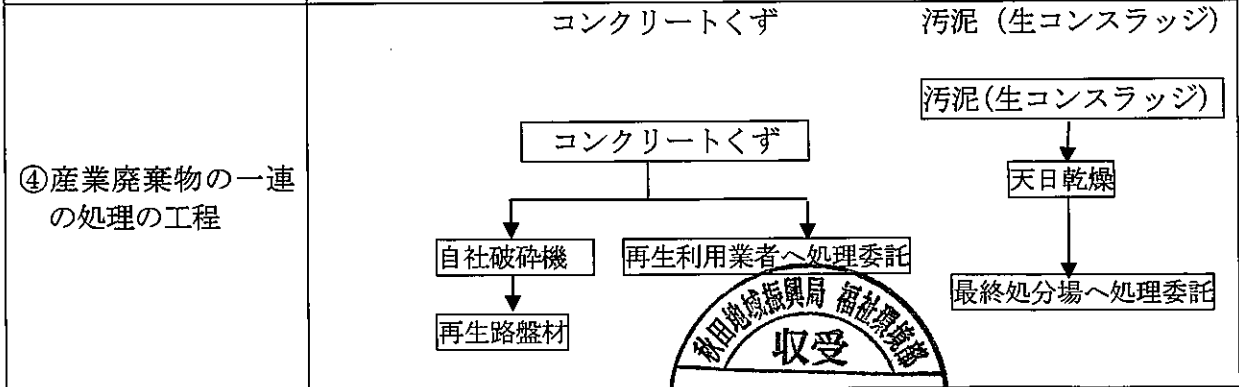 ④産業廃棄物の一連
の処理の工程
コンクリートくず
汚泥（生コンスラッジ）
コンクリートくず
自社破砕機
再生利用業者へ処理委託
再生路盤材
汚泥(生コンスラッジ)
天日乾燥
最終処分場へ処理委託
秋田地域振興局 福祉環境部
収受